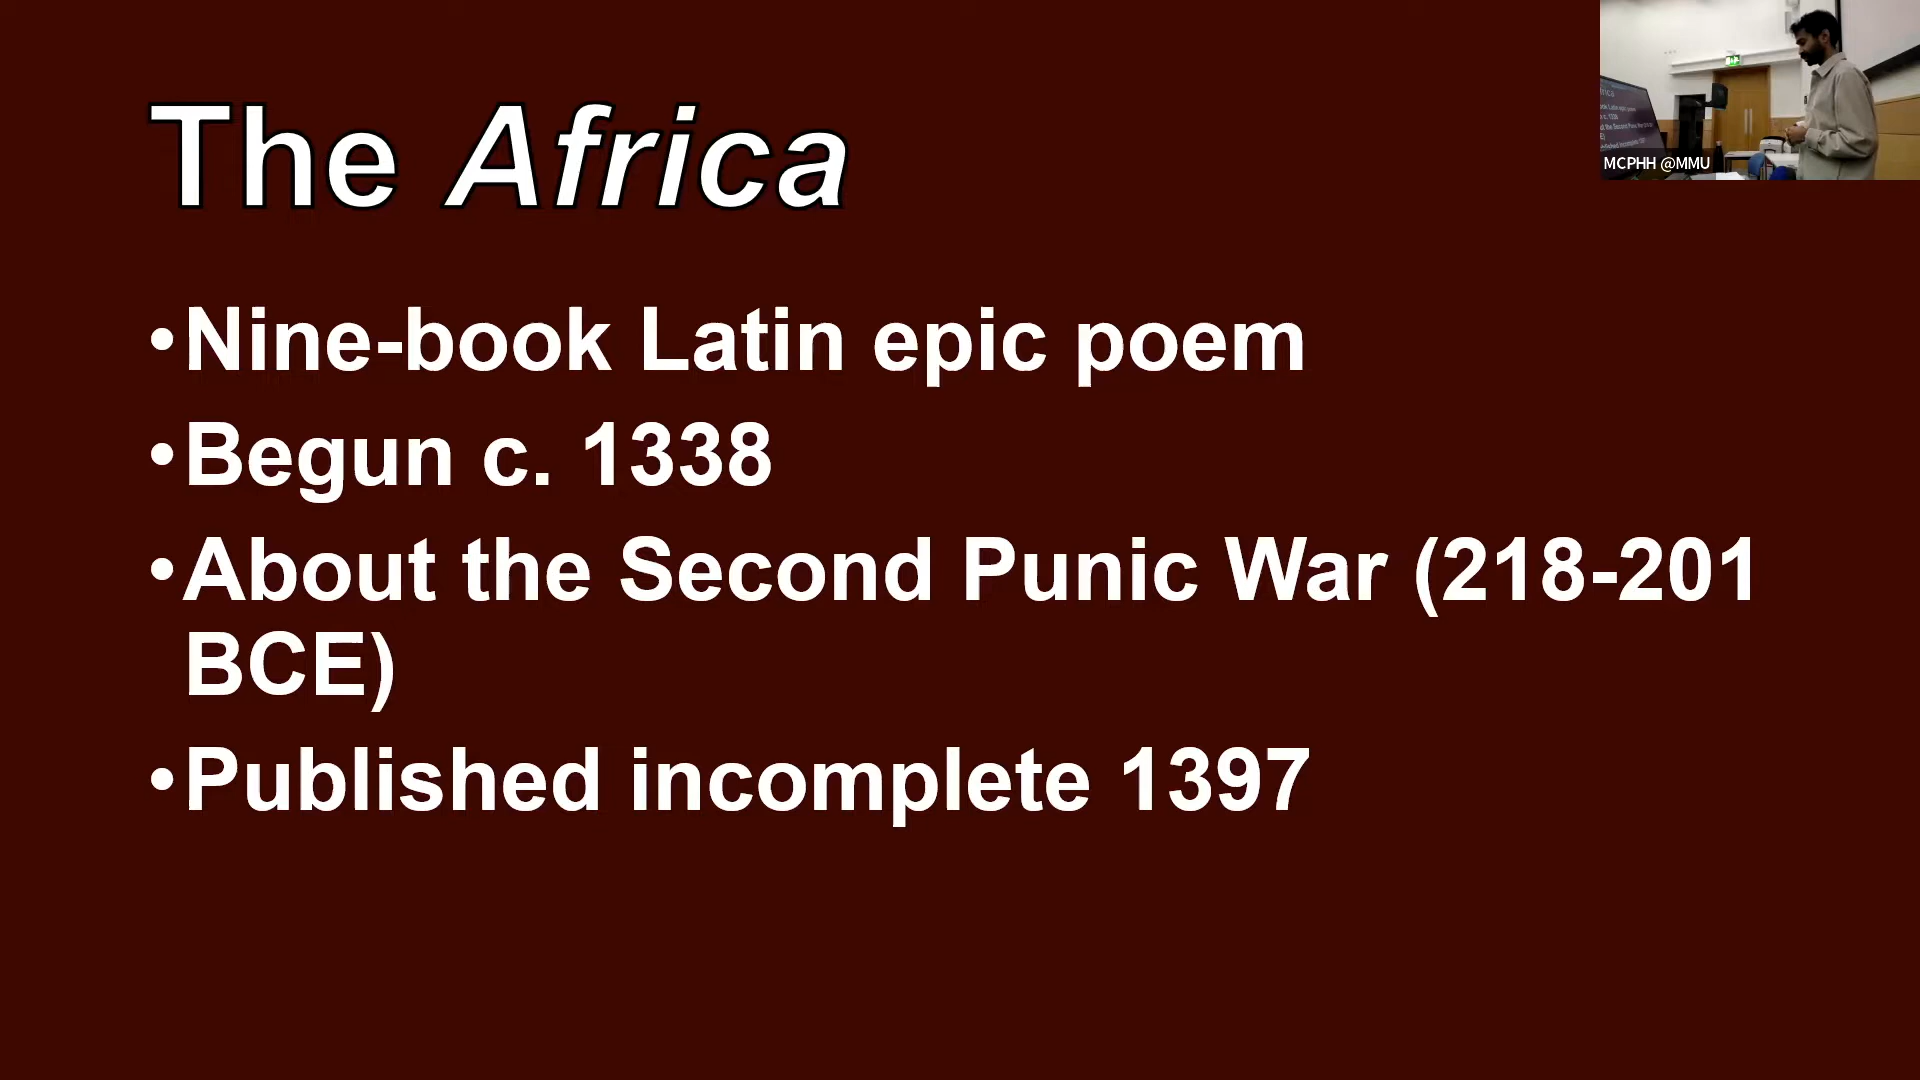 The Africa
•Nine-book Latin epic poem
•Begun c. 1338
•About the Second Punic War (218-201
BCE)
•Published incomplete 1397
MCPHH @MMU